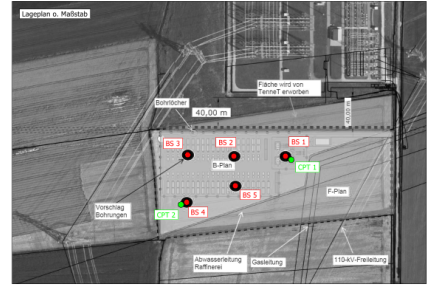 Lageplan o. Maßstab
Fläche wird von
TenneT erworben
Bohrlöcher
40,00 m
40,00 m
BS 3
BS 2
BS 1
B-Plan
CPT 1
BS 5
F-Plan
Vorschlag
Bohrungen
CPT 2
BS 4
Abwasserleitung
Raffinerei
Gasleitung
110-kV-Freileitung